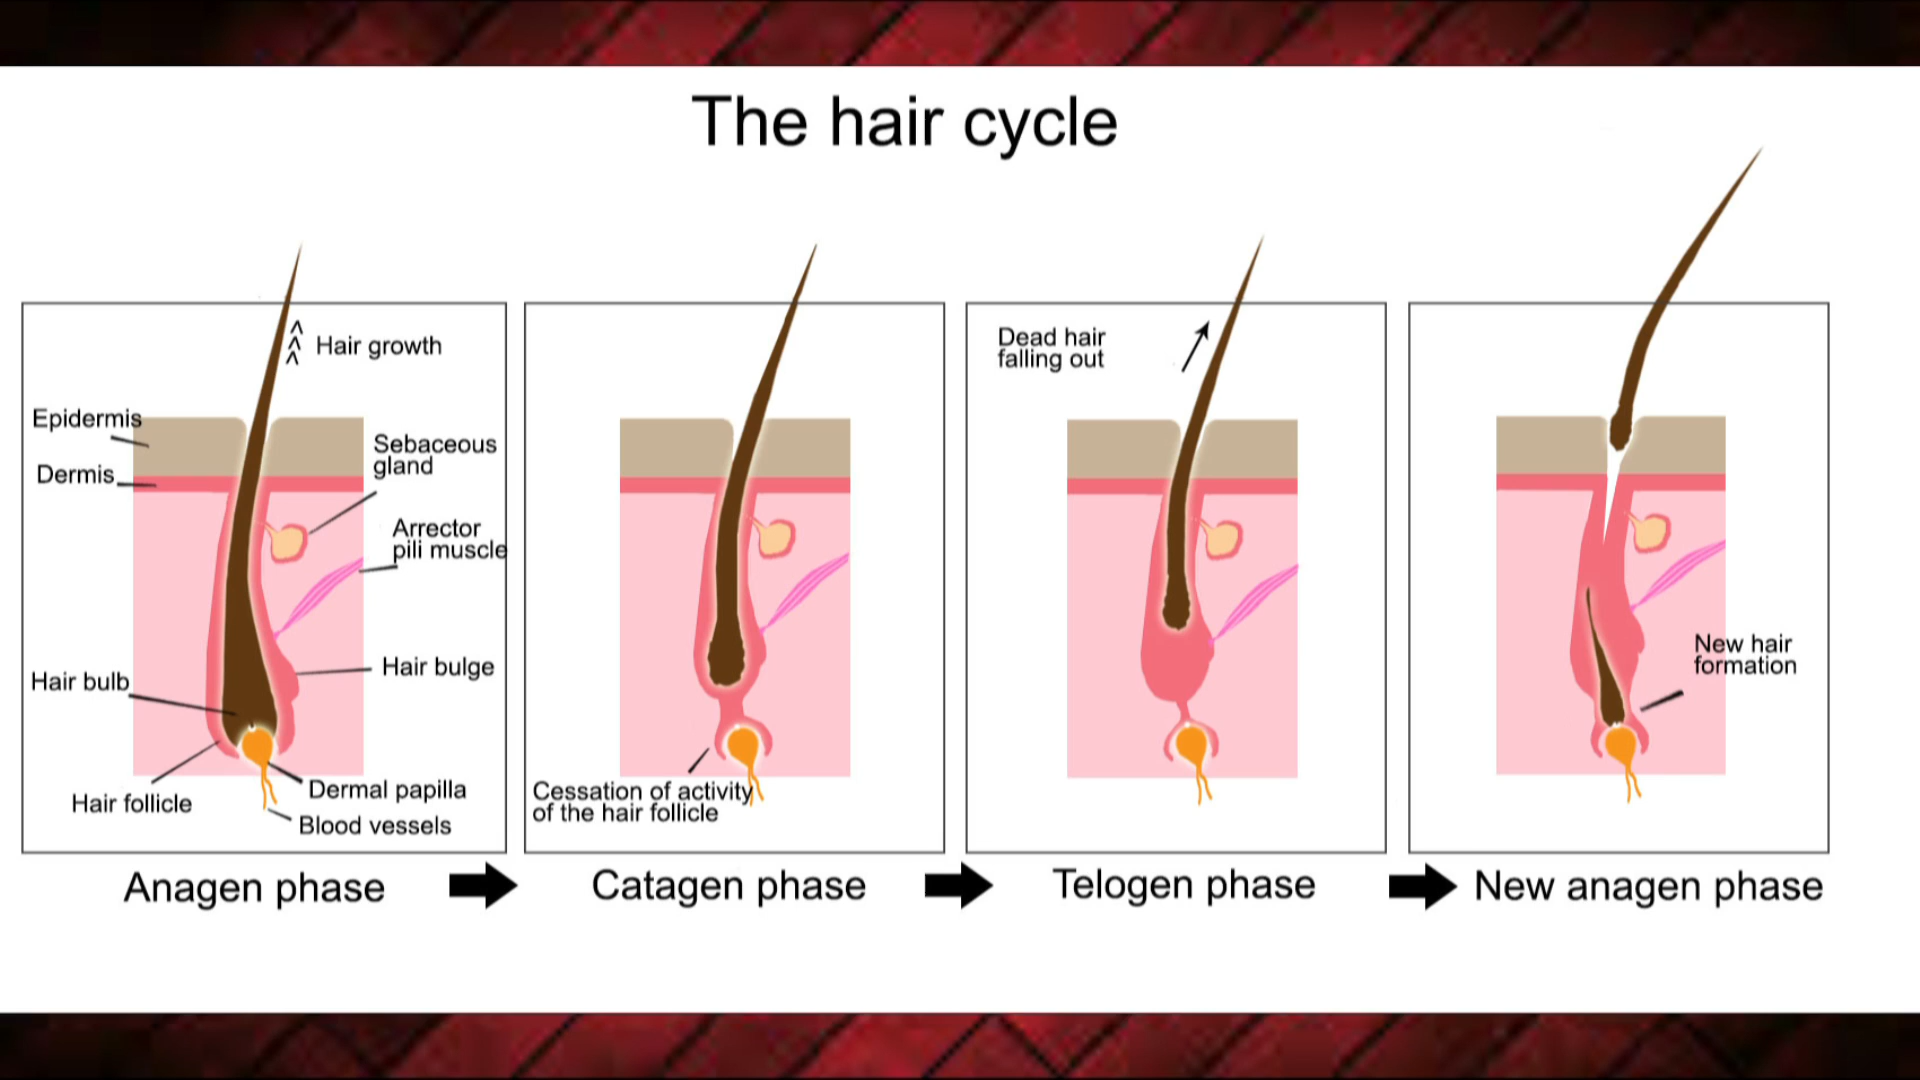 The hair cycle
Hair growth
Epidermis
Dermis
Sebaceous
gland
Arrector
pili muscle
Hair bulb
Hair bulge
Hair follicle
Dermal papilla
Blood vessels
Anagen phase
Cessation of activity
of the hair follicle
Catagen phase
Dead hair
falling out
Telogen phase
New hair
formation
New anagen phase